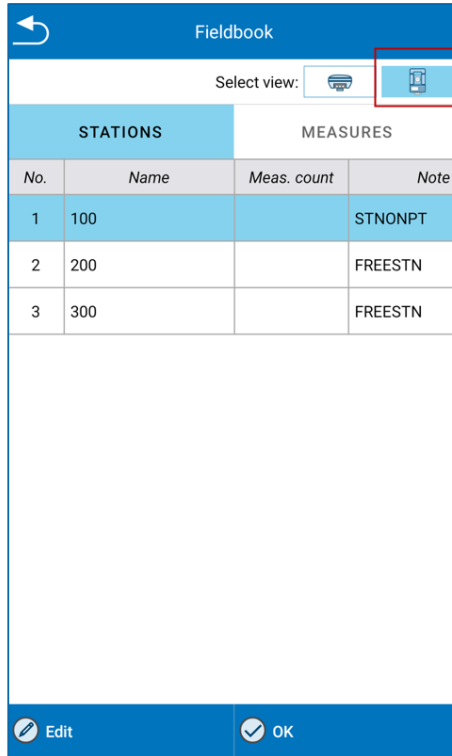 Fieldbook
Select view:
STATIONS MEASURES
No. Name Meas. count Note
1 100 STNONPT
2 200 FREESTN
3 300 FREESTN
Edit OK